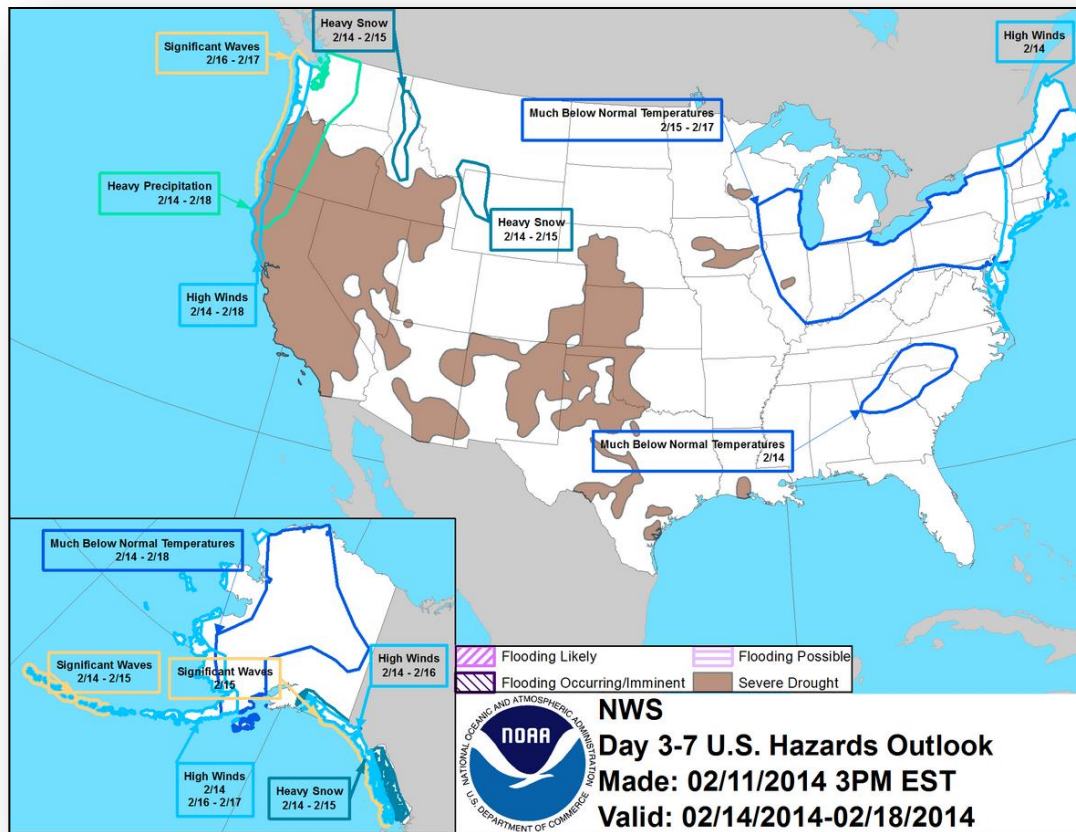 Heavy Snow
2/14 - 2/15
Significant Waves
2/16 - 2/17
High Winds
2/14
Much Below Normal Temperatures
2/15 - 2/17
Heavy Precipitation
2/14 - 2/18
Heavy Snow
2/14 - 2/15
High Winds
2/14 - 2/18
Much Below Normal Temperatures
2/14
Much Below Normal Temperatures
2/14 - 2/18
Significant Waves
2/14 - 2/15
Significant Waves
2/15
High Winds
2/14 - 2/16
High Winds
2/14
2/16 - 2/17
Heavy Snow
2/14 - 2/15
Flooding Likely
Flooding Possible
Flooding Occurring/Imminent
Severe Drought
NATIONAL OCEANIC AND ATMOSPHERIC ADMINISTRATION
NOAA
U.S. DEPARTMENT OF COMMERCE
NWS
Day 3-7 U.S. Hazards Outlook
Made: 02/11/2014 3PM EST
Valid: 02/14/2014-02/18/2014